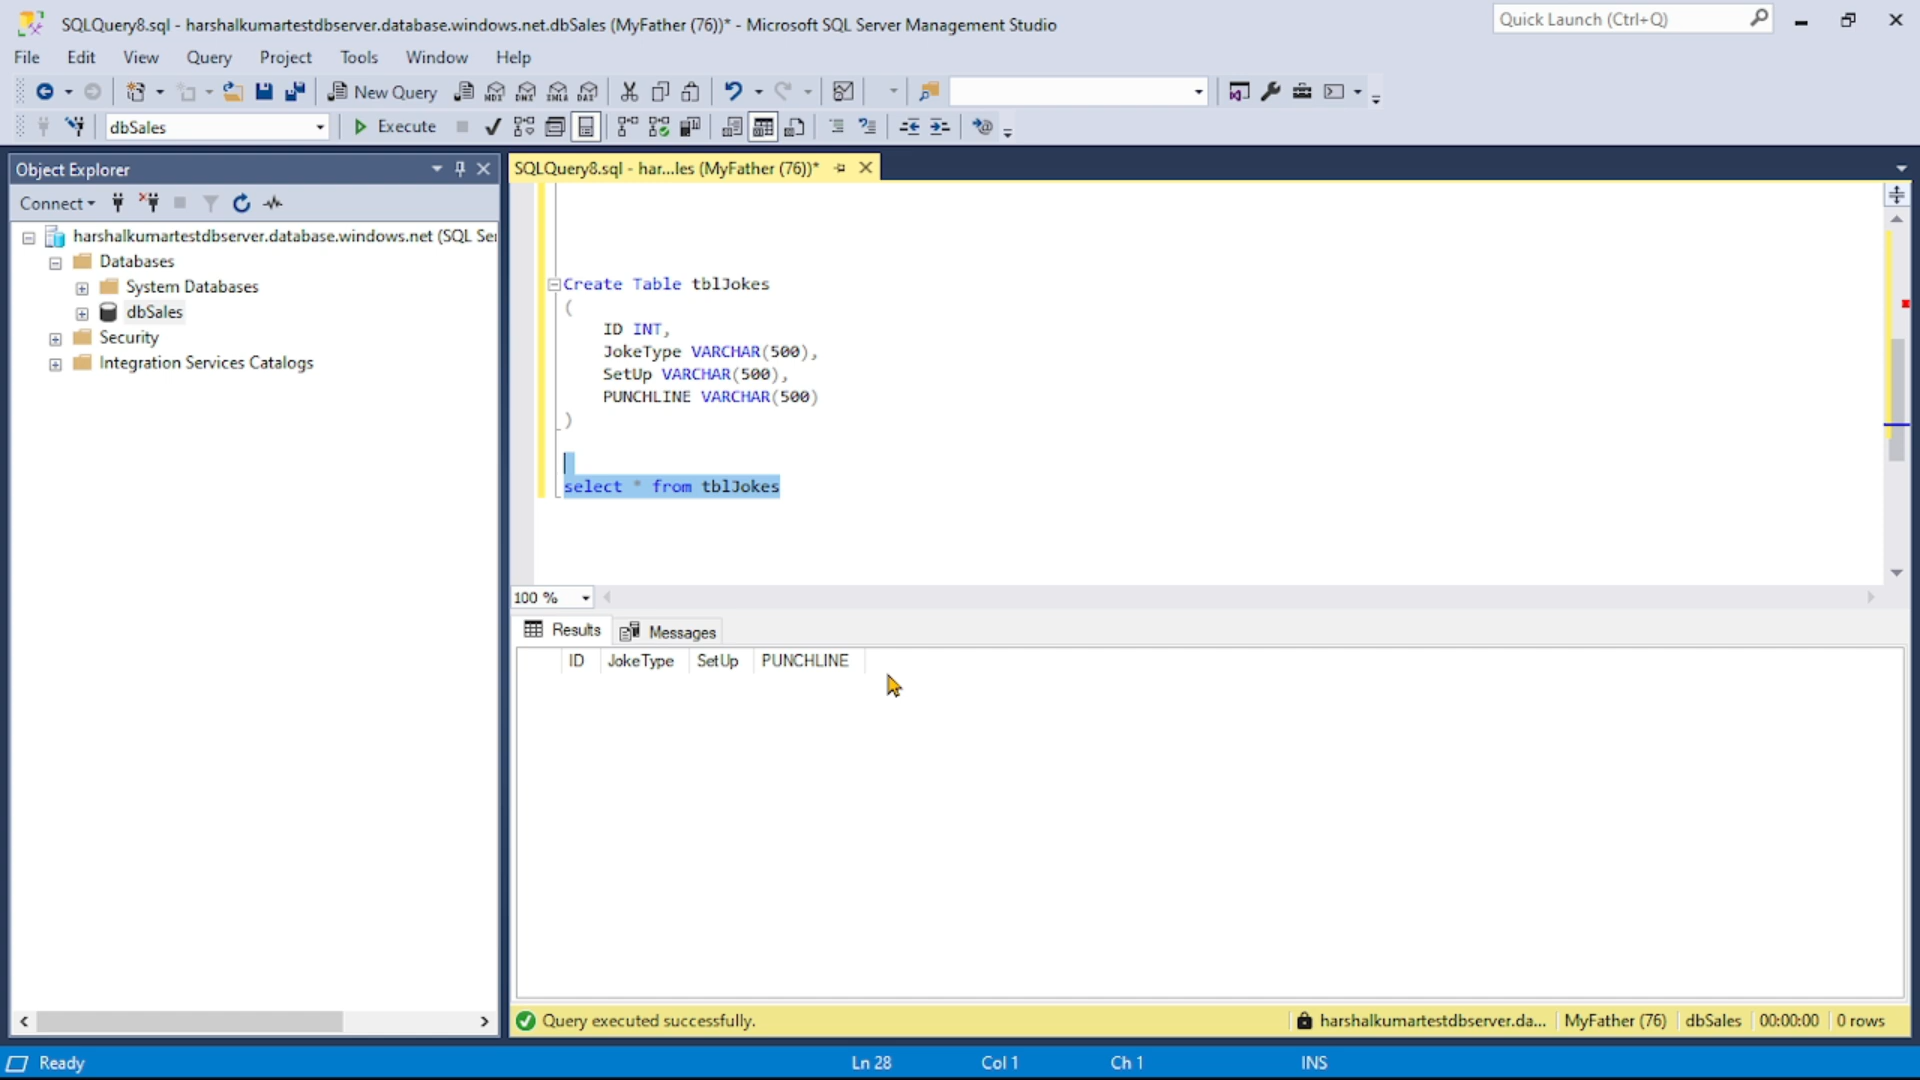 SQLQuery8.sql - harshalkumartestdbserver.database.windows.net.dbSales (MyFather (76))* - Microsoft SQL Server Management Studio
Quick Launch (Ctrl+Q)
File Edit View Query Project Tools Window Help
New Query
MDX DMX XMLA DAX
dbSales
Execute
Object Explorer
SQLQuery8.sql - har...les (MyFather (76))*
Connect
harshalkumartestdbserver.database.windows.net (SQL Se
Databases
System Databases
dbSales
Security
Integration Services Catalogs
Create Table tblJokes
(
ID INT,
JokeType VARCHAR(500),
SetUp VARCHAR(500),
PUNCHLINE VARCHAR(500)
)
select * from tblJokes
100 %
Results
Messages
ID JokeType SetUp PUNCHLINE
Query executed successfully.
harshalkumartestdbserver.da... MyFather (76) dbSales 00:00:00 0 rows
Ready
Ln 28 Col 1 Ch 1 INS